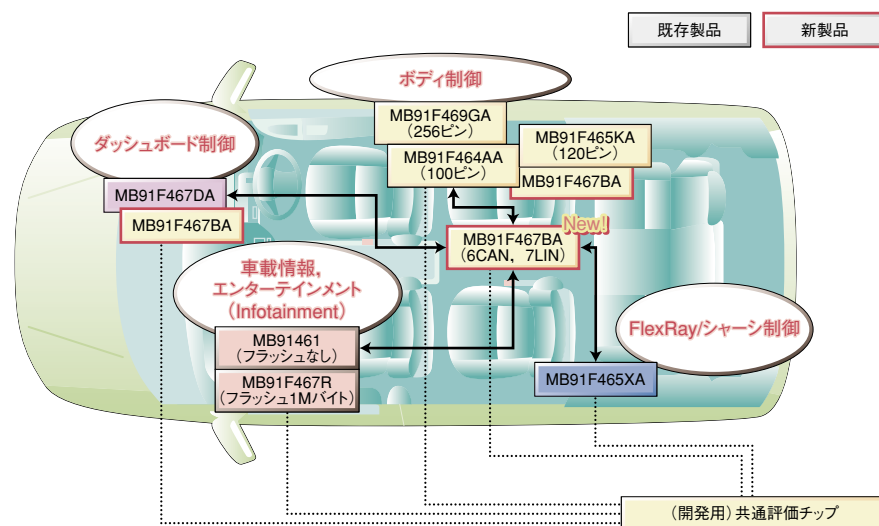 既存製品
新製品
ボディ制御
MB91F469GA
(256ピン)
MB91F465KA
(120ピン)
MB91F464AA
(100ピン)
MB91F467BA
ダッシュボード制御
MB91F467DA
MB91F467BA
New!
MB91F467BA
(6CAN, 7LIN)
車載情報,
エンターテインメント
(Infotainment)
MB91461
(フラッシュなし)
MB91F467R
(フラッシュ1Mバイト)
FlexRay/シャーシ制御
MB91F465XA
(開発用)共通評価チップ